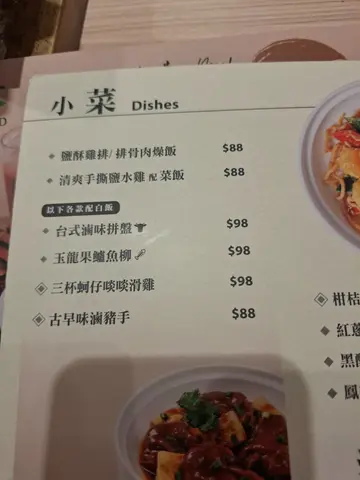 小菜 Dishes
鹽酥雞排/排骨肉燥飯 $88
清爽手撕鹽水雞 配菜飯 $88
以下各款配白飯
台式滷味拼盤 $98
玉龍果鱸魚柳 $98
三杯蚵仔啖啖滑雞 $98
古早味滷豬手 $88
柑桔
紅蔥
黑醋
鳳